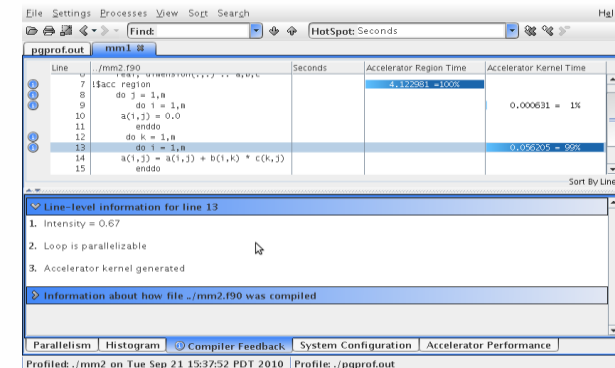 File Settings Processes View Sort Search Hel
Find: HotSpot: Seconds
pgprof.out mm1
Line ../mm2.f90 Seconds Accelerator Region Time Accelerator Kernel Time
6 real, dimension(:,:) :: a,b,c
7 !$acc region 4.122981 =100%
8 do j = 1,m
9 do i = 1,m 0.000631 = 1%
10 a(i,j) = 0.0
11 enddo
12 do k = 1,m
13 do i = 1,m 0.056205 = 99%
14 a(i,j) = a(i,j) + b(i,k) * c(k,j)
15 enddo
Sort By Line
Line-level information for line 13
1. Intensity = 0.67
2. Loop is parallelizable
3. Accelerator kernel generated
Information about how file ../mm2.f90 was compiled
Parallelism Histogram Compiler Feedback System Configuration Accelerator Performance
Profiled: ./mm2 on Tue Sep 21 15:37:52 PDT 2010 Profile: ./pgprof.out